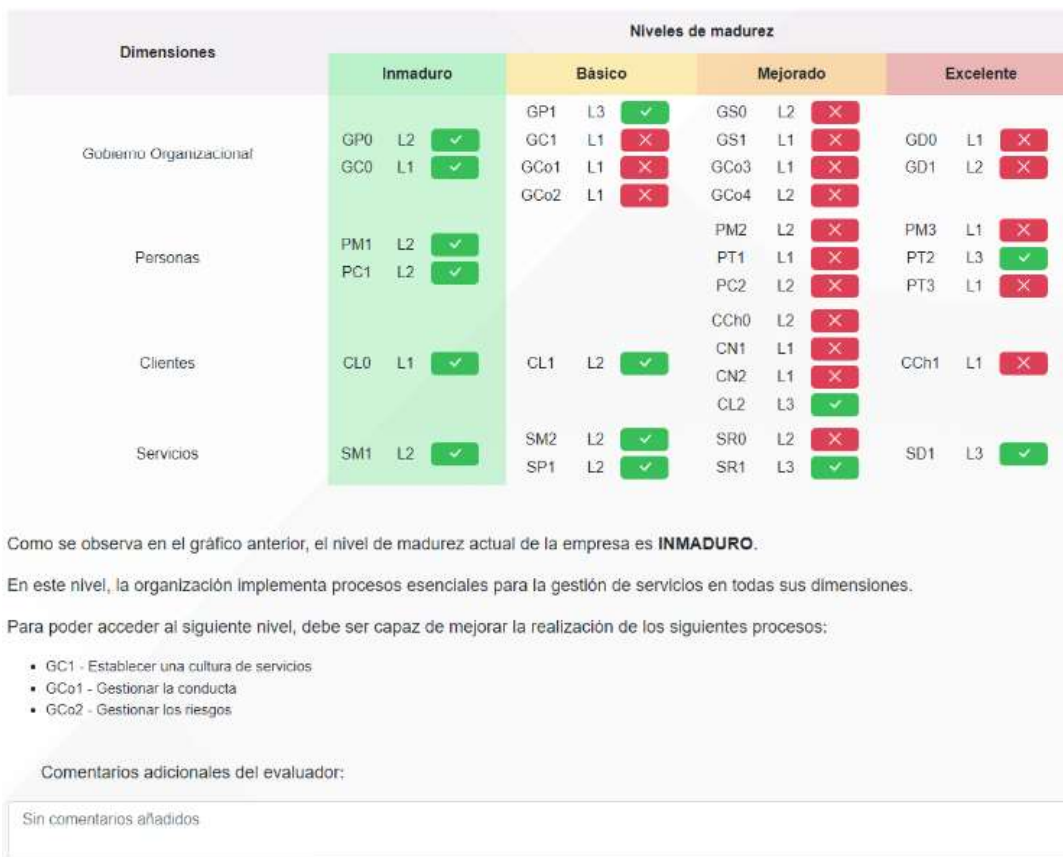 Niveles de madurez
Dimensiones
Inmaduro Básico Mejorado Excelente
GP1 L3 GS0 L2
GP0 L2 GC1 L1 GS1 L1 GD0 L1
Gobierno Organizacional
GC0 L1 GCo1 L1 GCo3 L1 GD1 L2
GCo2 L1 GCo4 L2
PM2 L2 PM3 L1
PM1 L2
Personas PT1 L1 PT2 L3
PC1 L2
PC2 L2 PT3 L1
CCh0 L2
CN1 L1
Clientes CL0 L1 CL1 L2 CCh1 L1
CN2 L1
CL2 L3
SM2 L2 SR0 L2
Servicios SM1 L2 SD1 L3
SP1 L2 SR1 L3
Como se observa en el gráfico anterior, el nivel de madurez actual de la empresa es INMADURO.
En este nivel, la organización implementa procesos esenciales para la gestión de servicios en todas sus dimensiones.
Para poder acceder al siguiente nivel, debe ser capaz de mejorar la realización de los siguientes procesos:
• GC1 - Establecer una cultura de servicios
• GCo1 - Gestionar la conducta
• GCo2 - Gestionar los riesgos
Comentarios adicionales del evaluador:
Sin comentarios añadidos